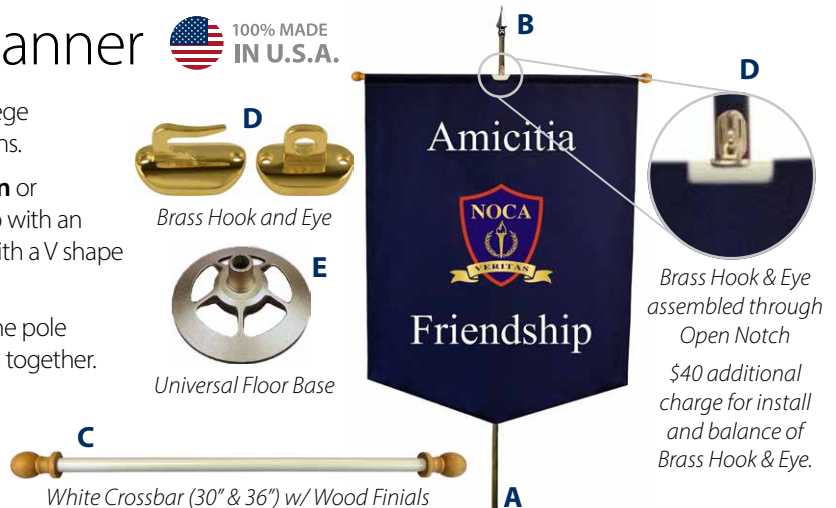 anner
100% MADE
IN U.S.A.
B
ege
ns.
n or
o with an
ith a V shape
ne pole
together.
D
Brass Hook and Eye
E
Universal Floor Base
C
White Crossbar (30" & 36") w/ Wood Finials
Amicitia
NOCA
VERITAS
Friendship
A
D
Brass Hook & Eye
assembled through
Open Notch
$40 additional
charge for install
and balance of
Brass Hook & Eye.